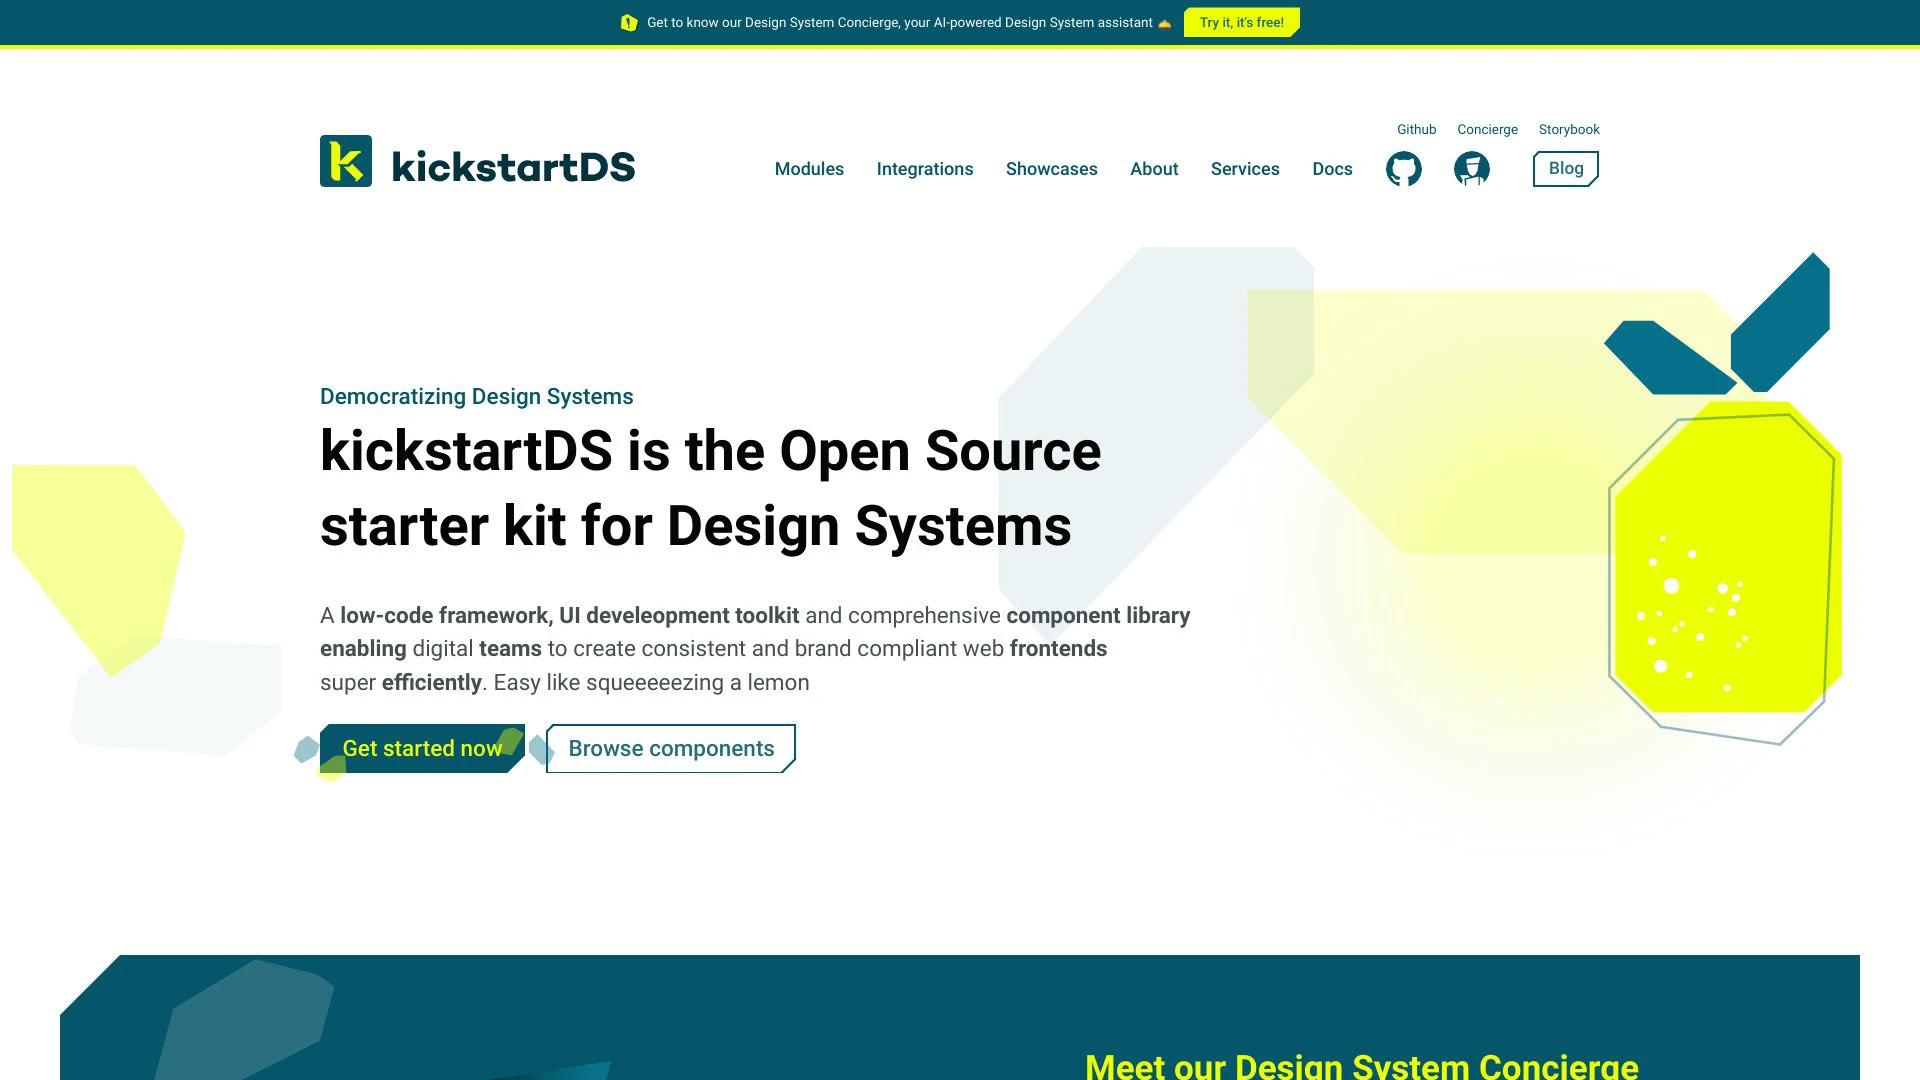 Get to know our Design System Concierge, your AI-powered Design System assistant
Try it, it's free!
Github Concierge Storybook
kickstartDS
Modules Integrations Showcases About Services Docs Blog
Democratizing Design Systems
kickstartDS is the Open Source
starter kit for Design Systems
A low-code framework, UI develeopment toolkit and comprehensive component library
enabling digital teams to create consistent and brand compliant web frontends
super efficiently. Easy like squeeeeezing a lemon
Get started now
Browse components
Meet our Design System Concierge